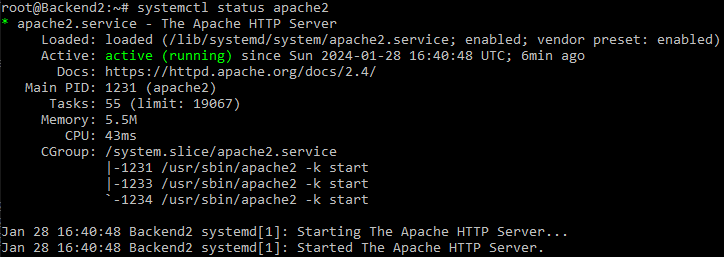 root@Backend2:~# systemctl status apache2
* apache2.service - The Apache HTTP Server
     Loaded: loaded (/lib/systemd/system/apache2.service; enabled; vendor preset: enabled)
     Active: active (running) since Sun 2024-01-28 16:40:48 UTC; 6min ago
       Docs: https://httpd.apache.org/docs/2.4/
   Main PID: 1231 (apache2)
      Tasks: 55 (limit: 19067)
     Memory: 5.5M
        CPU: 43ms
     CGroup: /system.slice/apache2.service
             |-1231 /usr/sbin/apache2 -k start
             |-1233 /usr/sbin/apache2 -k start
             `-1234 /usr/sbin/apache2 -k start

Jan 28 16:40:48 Backend2 systemd[1]: Starting The Apache HTTP Server...
Jan 28 16:40:48 Backend2 systemd[1]: Started The Apache HTTP Server.